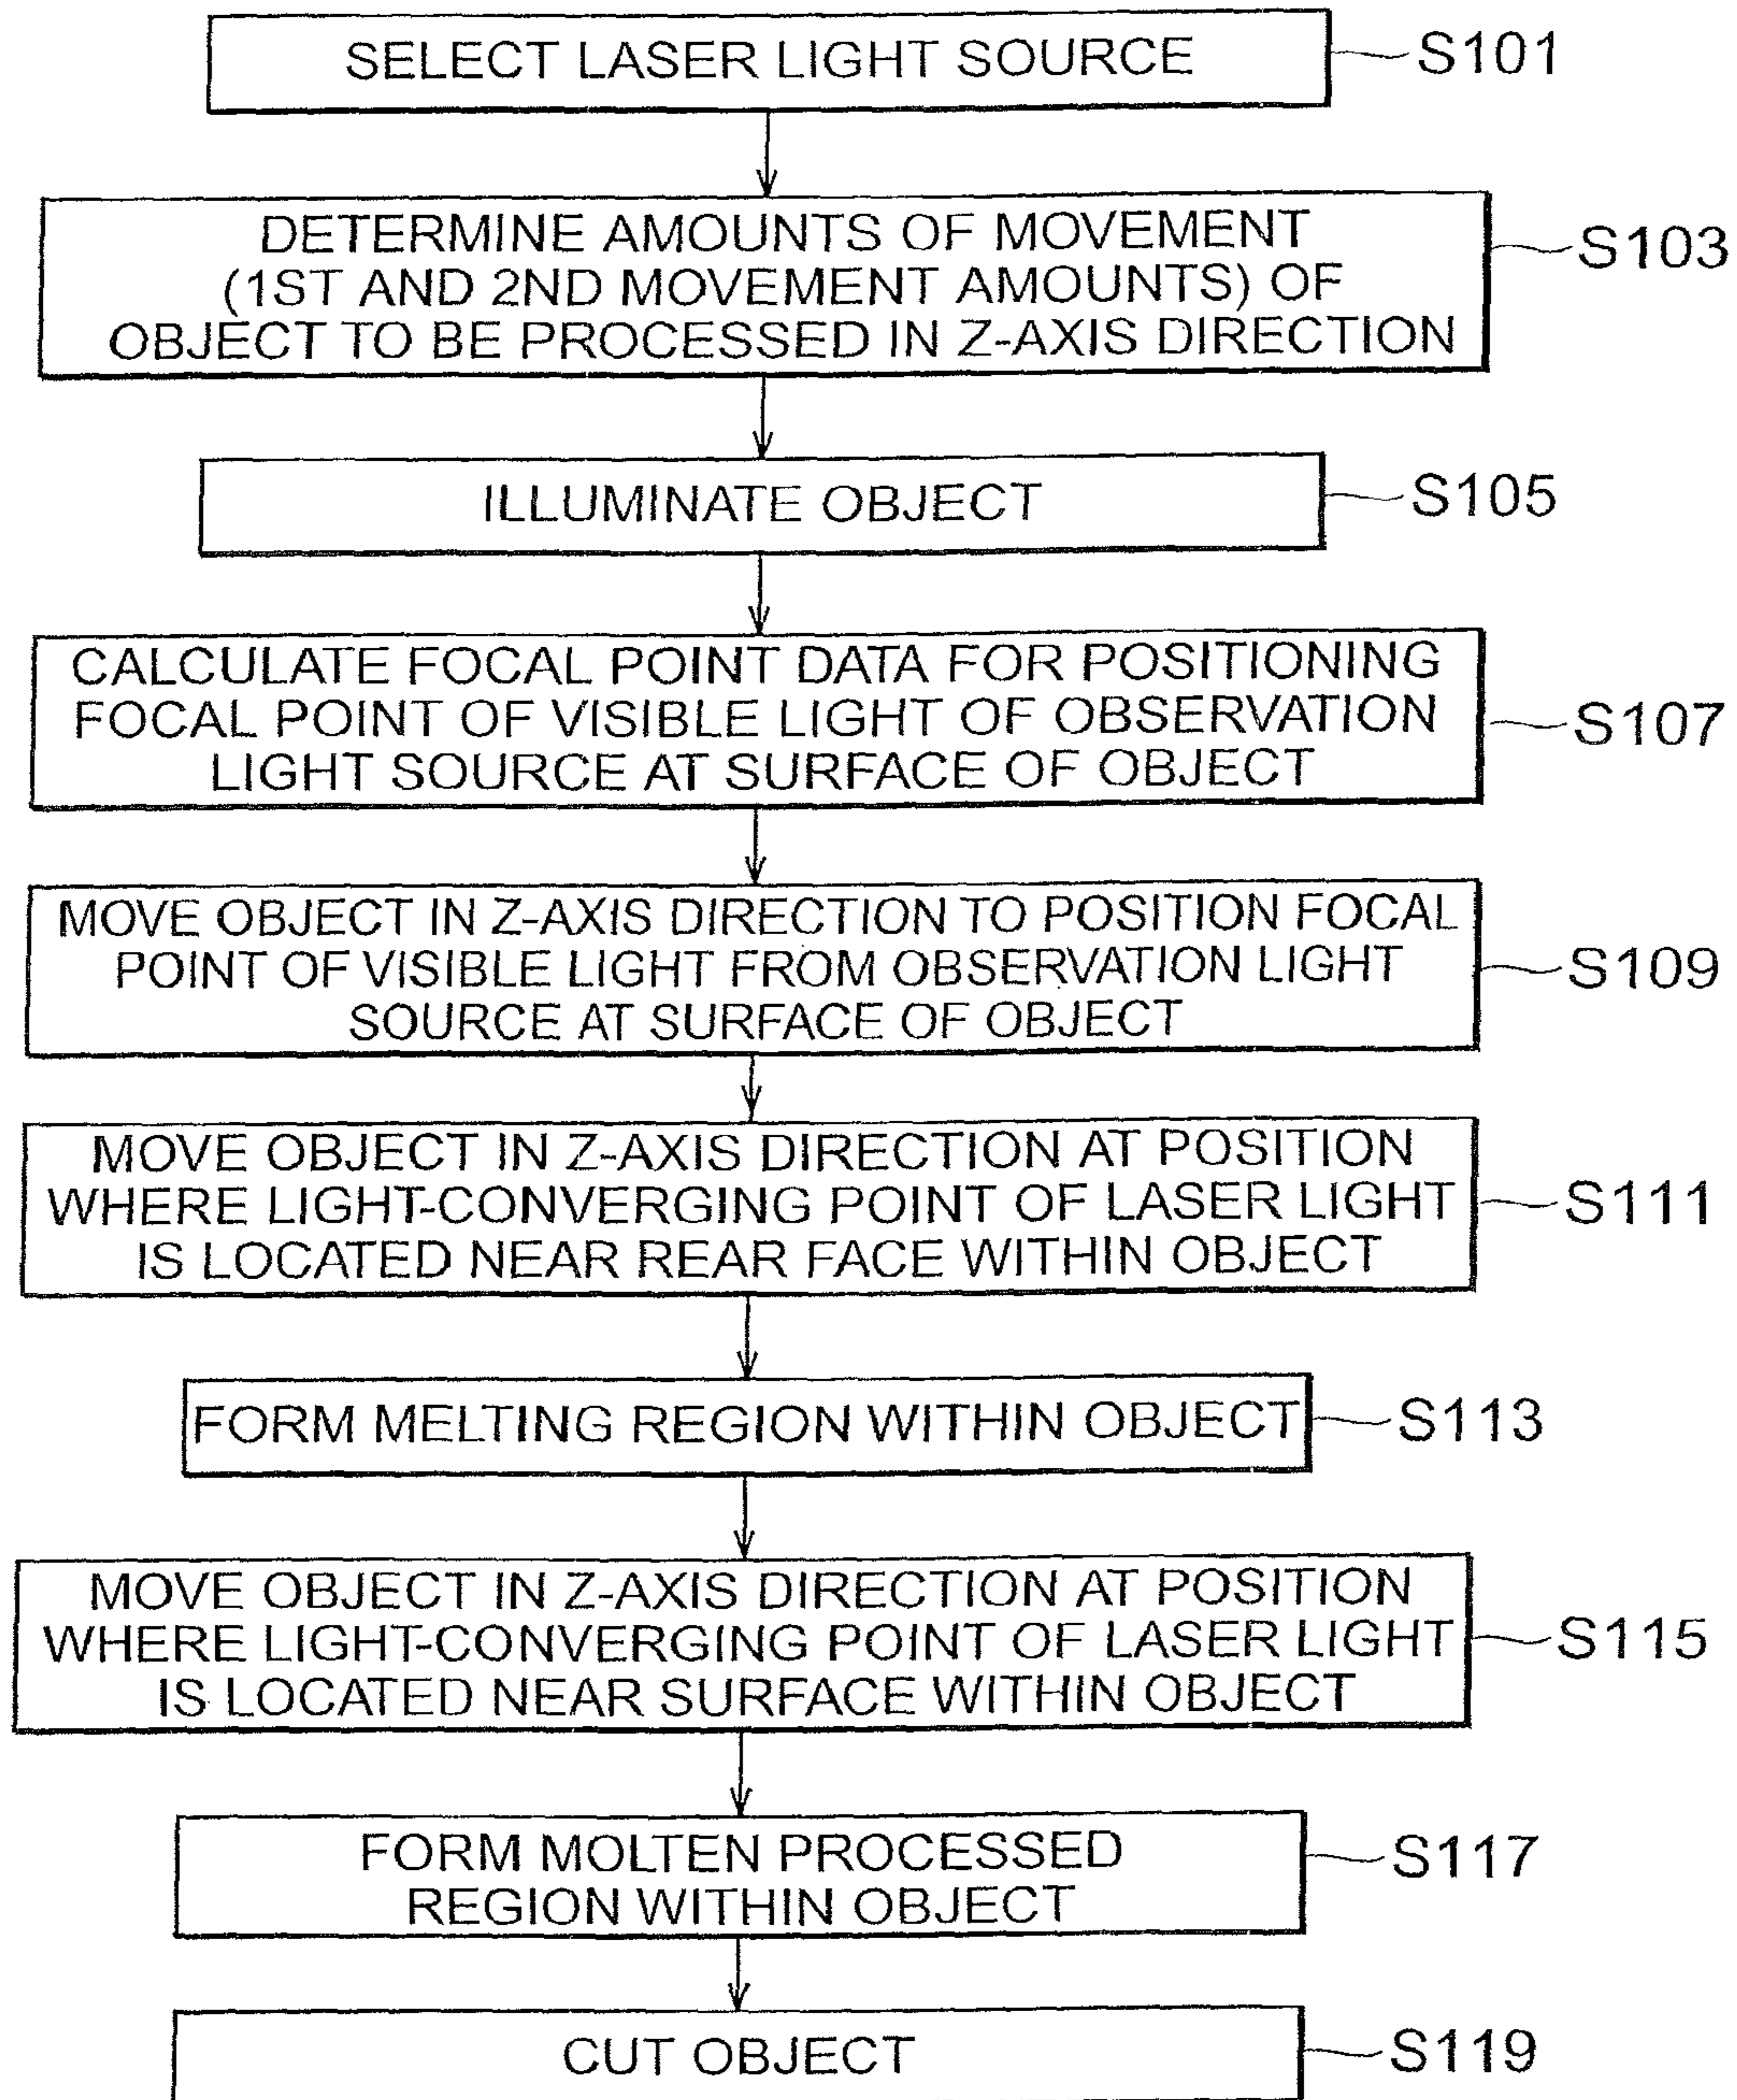 SELECT LASER LIGHT SOURCE
S101
DETERMINE AMOUNTS OF MOVEMENT
(1ST AND 2ND MOVEMENT AMOUNTS) OF
OBJECT TO BE PROCESSED IN Z-AXIS DIRECTION
S103
ILLUMINATE OBJECT
S105
CALCULATE FOCAL POINT DATA FOR POSITIONING
FOCAL POINT OF VISIBLE LIGHT OF OBSERVATION
LIGHT SOURCE AT SURFACE OF OBJECT
S107
MOVE OBJECT IN Z-AXIS DIRECTION TO POSITION FOCAL
POINT OF VISIBLE LIGHT FROM OBSERVATION LIGHT
SOURCE AT SURFACE OF OBJECT
S109
MOVE OBJECT IN Z-AXIS DIRECTION AT POSITION
WHERE LIGHT-CONVERGING POINT OF LASER LIGHT
IS LOCATED NEAR REAR FACE WITHIN OBJECT
S111
FORM MELTING REGION WITHIN OBJECT
S113
MOVE OBJECT IN Z-AXIS DIRECTION AT POSITION
WHERE LIGHT-CONVERGING POINT OF LASER LIGHT
IS LOCATED NEAR SURFACE WITHIN OBJECT
S115
FORM MOLTEN PROCESSED
REGION WITHIN OBJECT
S117
CUT OBJECT
S119